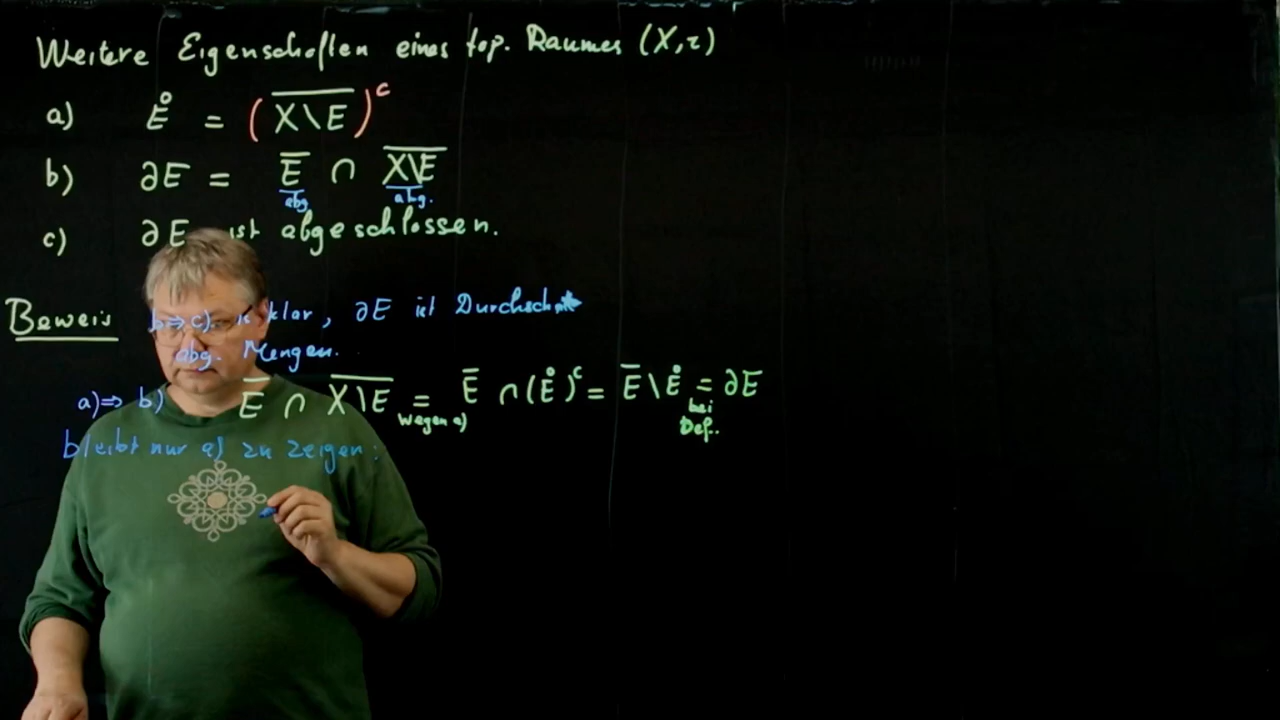 Weitere Eigenschaften eines top. Raumes (X,τ)
a) E̊ = (X\E̅)ᶜ
b) ∂E = E̅ ∩ X\E̅
abg. abg.
c) ∂E ist abgeschlossen.
Beweis b⇒c). is klar, ∂E ist Durchschnitt
abg. Mengen.
a)⇒ b) E̅ ∩ X\E̅ = E̅ ∩ (E̊)ᶜ = E̅ \ E̊ = ∂E
wegen a) bei
Def.
bleibt nur a) zu zeigen: